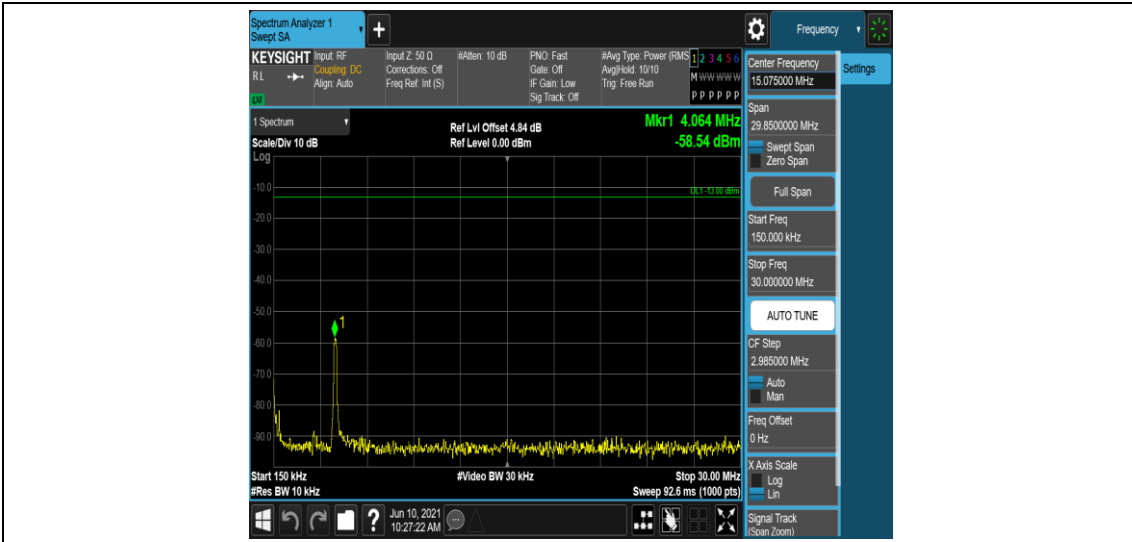 Spectrum Analyzer 1
Swept SA
Frequency
KEYSIGHT
Input: RF
Coupling: DC
Align: Auto
Input Z: 50 Ω
Corrections: Off
Freq Ref: Int (S)
#Atten: 10 dB
PNO: Fast
Gate: Off
IF Gain: Low
Sig Track: Off
#Avg Type: Power (RMS
Avg|Hold: 10/10
Trig: Free Run
1 2 3 4 5 6
M W W W W W
P P P P P P
R L
LXI
1 Spectrum
Scale/Div 10 dB
Log
Ref Lvl Offset 4.84 dB
Ref Level 0.00 dBm
Mkr1 4.064 MHz
-58.54 dBm
DL1 -13.00 dBm
-10.0
-20.0
-30.0
-40.0
-50.0
-60.0
-70.0
-80.0
-90.0
1
Start 150 kHz
#Res BW 10 kHz
#Video BW 30 kHz
Stop 30.00 MHz
Sweep 92.6 ms (1000 pts)
Jun 10, 2021
10:27:22 AM
Center Frequency
15.075000 MHz
Settings
Span
29.8500000 MHz
Swept Span
Zero Span
Full Span
Start Freq
150.000 kHz
Stop Freq
30.000000 MHz
AUTO TUNE
CF Step
2.985000 MHz
Auto
Man
Freq Offset
0 Hz
X Axis Scale
Log
Lin
Signal Track
(Span Zoom)